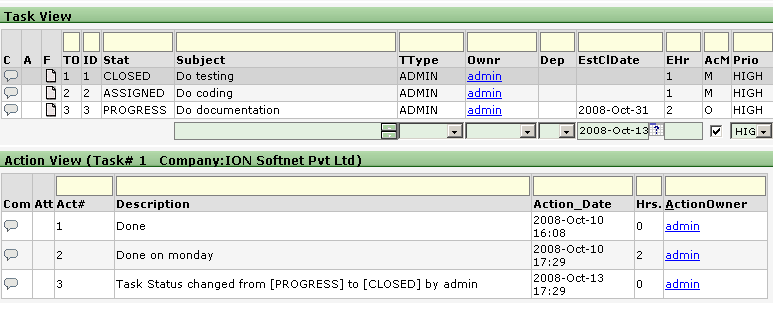 Task View
C A F TO ID Stat Subject TType Ownr Dep EstClDate EHr AcM Prio
1 1 CLOSED Do testing ADMIN admin 1 M HIGH
2 2 ASSIGNED Do coding ADMIN admin 1 M HIGH
3 3 PROGRESS Do documentation ADMIN admin 2008-Oct-31 2 O HIGH
2008-Oct-13 ? HIG
Action View (Task# 1 Company:ION Softnet Pvt Ltd)
Com Att Act# Description Action_Date Hrs. ActionOwner
1 Done 2008-Oct-10 16:08 0 admin
2 Done on monday 2008-Oct-10 17:29 2 admin
3 Task Status changed from [PROGRESS] to [CLOSED] by admin 2008-Oct-13 17:29 0 admin